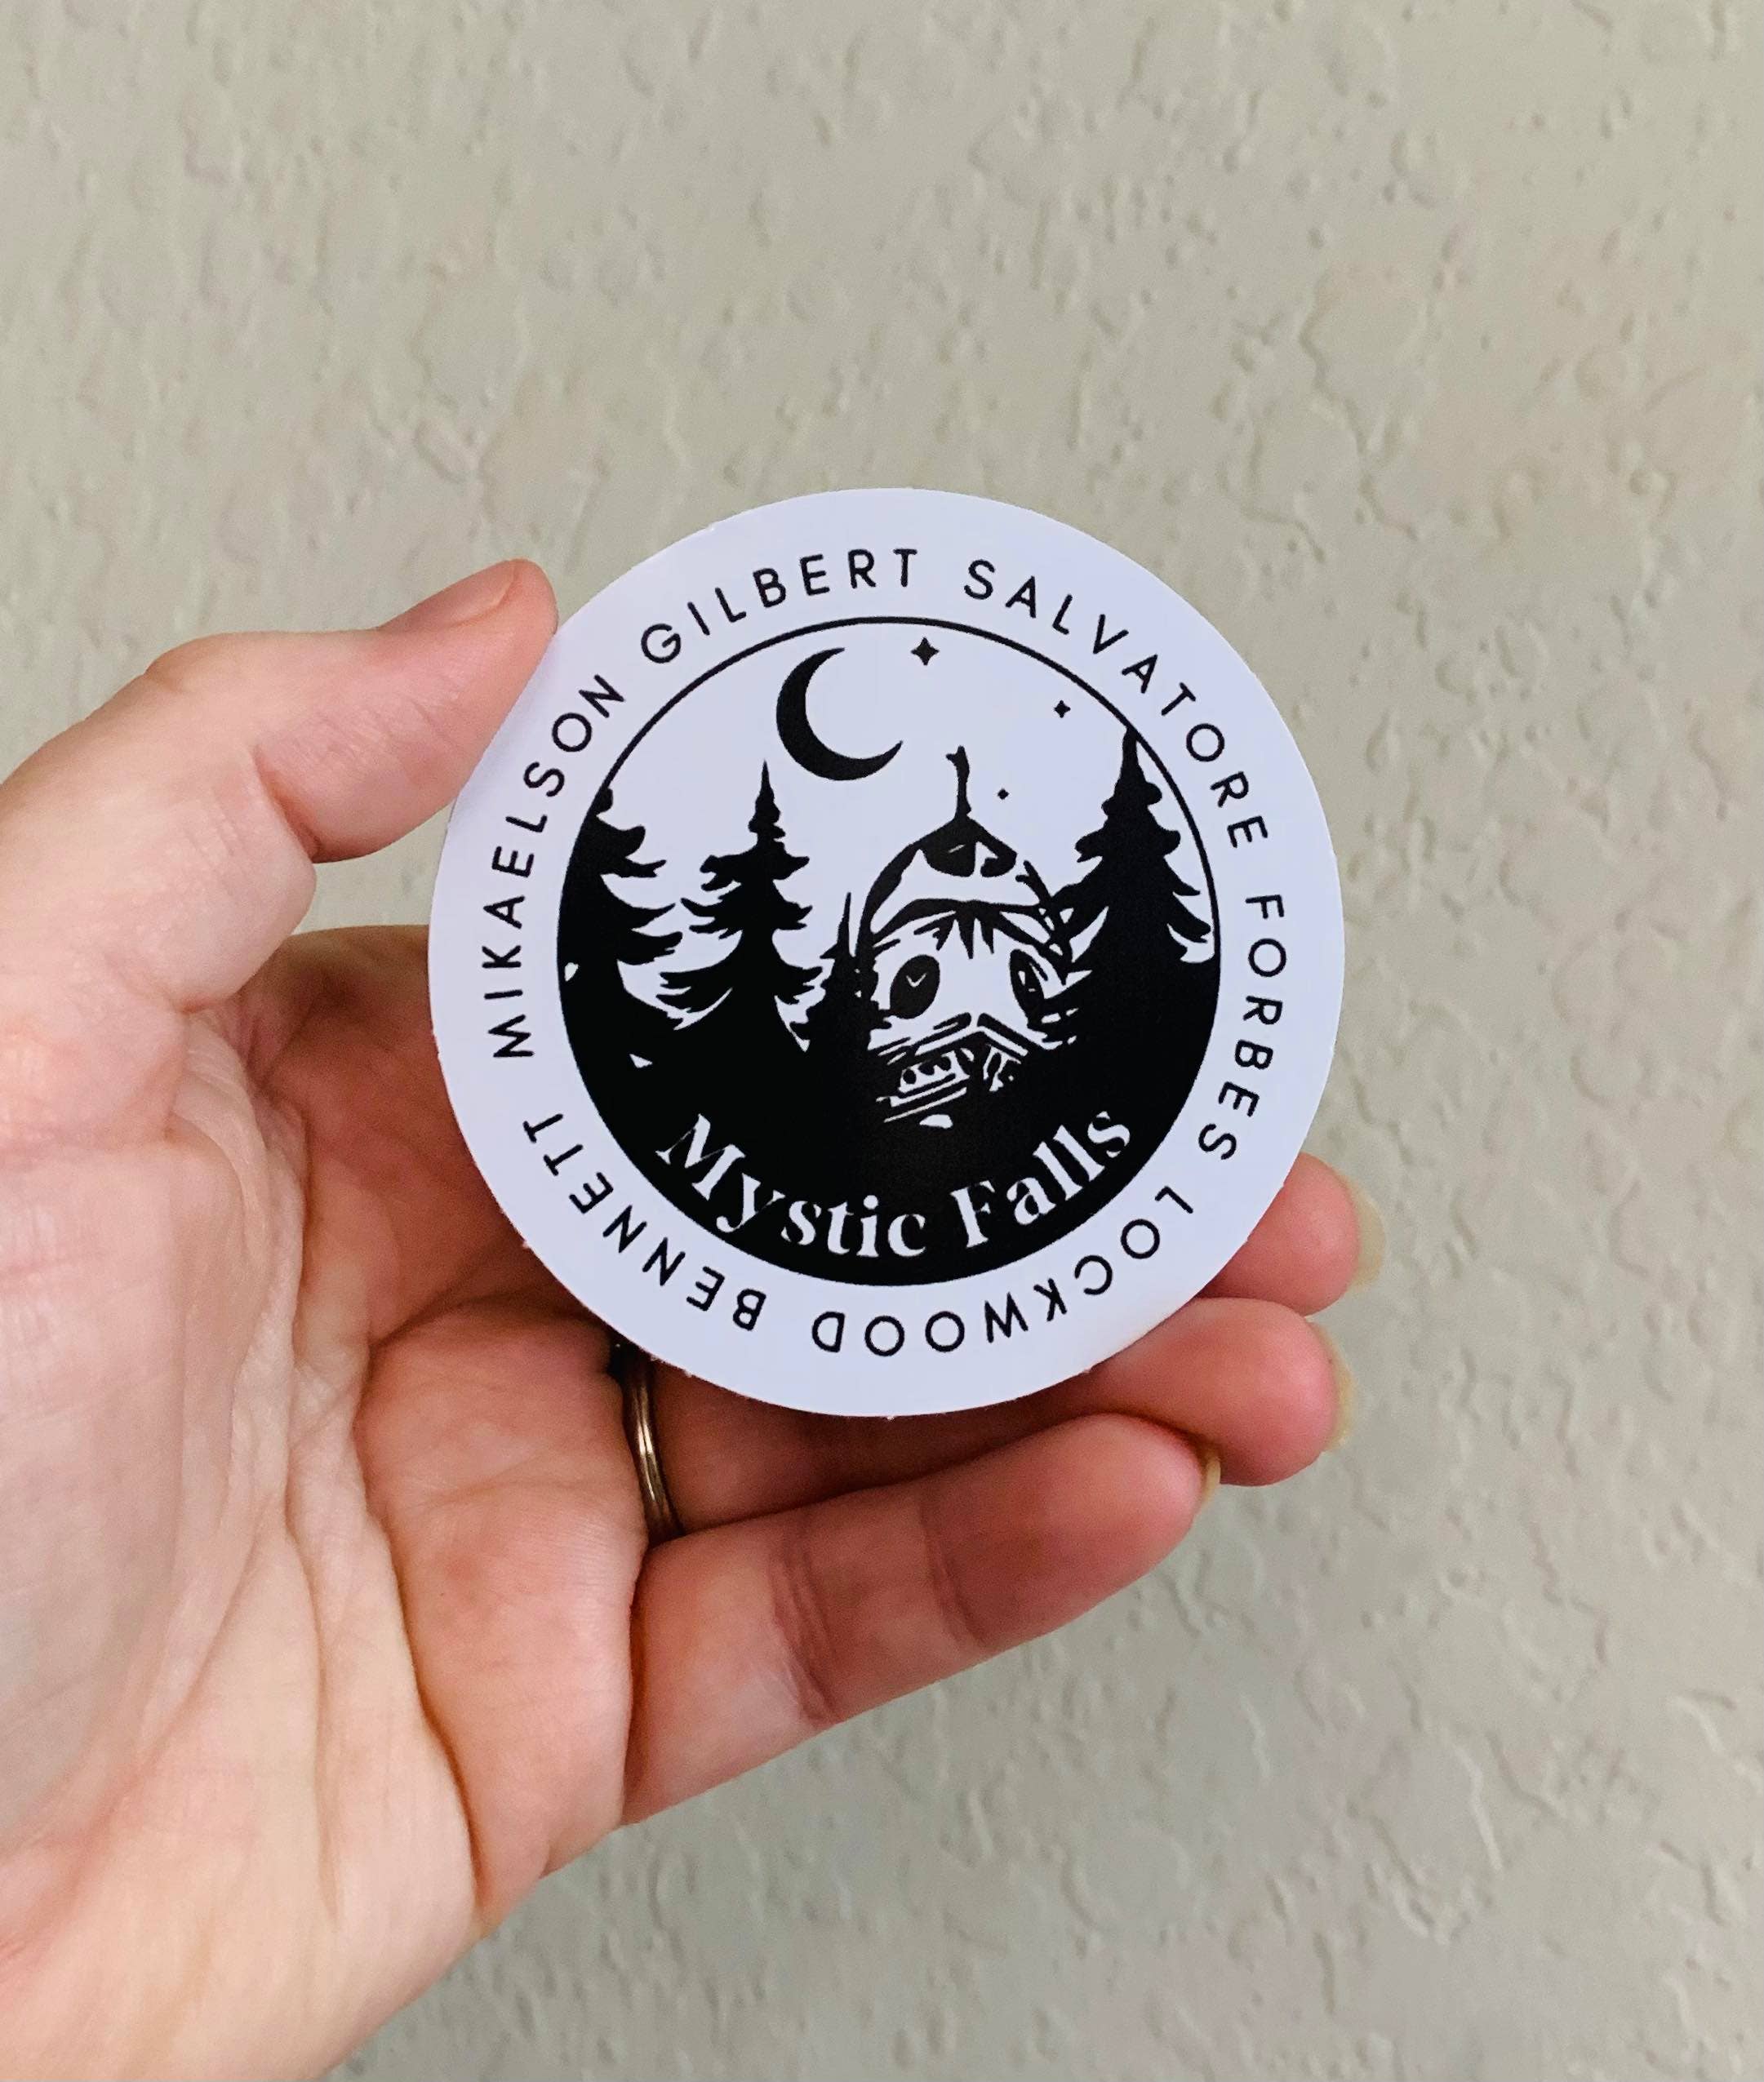 MIKAELSON GILBERT SALVATORE FORBES LOCKWOOD BENNETT
Mystic Falls